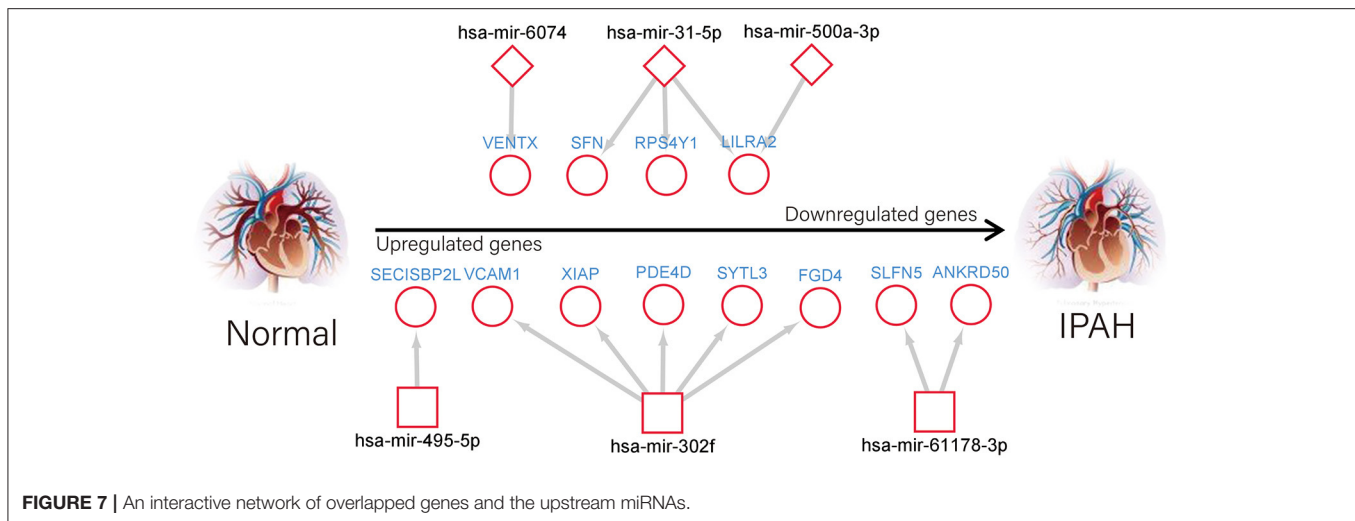 hsa-mir-6074 hsa-mir-31-5p hsa-mir-500a-3p
VENTX SFN RPS4Y1 LILRA2
Downregulated genes
Upregulated genes
SECISBP2L VCAM1 XIAP PDE4D SYTL3 FGD4 SLFN5 ANKRD50
Normal
IPAH
hsa-mir-495-5p hsa-mir-302f hsa-mir-61178-3p
FIGURE 7 | An interactive network of overlapped genes and the upstream miRNAs.